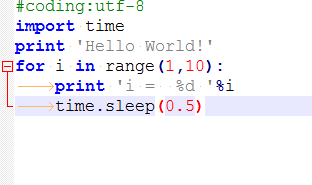 #coding:utf-8
import time
print 'Hello World!'
for i in range(1,10):
    print 'i =  %d '%i
    time.sleep(0.5)